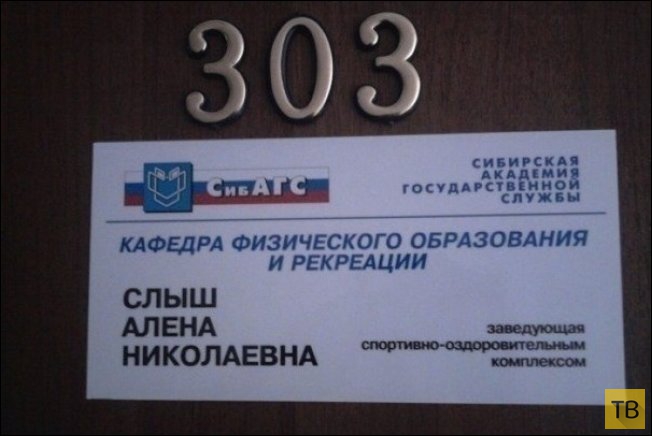 303
СибАГС
СИБИРСКАЯ
АКАДЕМИЯ
ГОСУДАРСТВЕННОЙ
СЛУЖБЫ
КАФЕДРА ФИЗИЧЕСКОГО ОБРАЗОВАНИЯ
И РЕКРЕАЦИИ
СЛЫШ
АЛЕНА
НИКОЛАЕВНА
заведующая
спортивно-оздоровительным
комплексом
ТВ